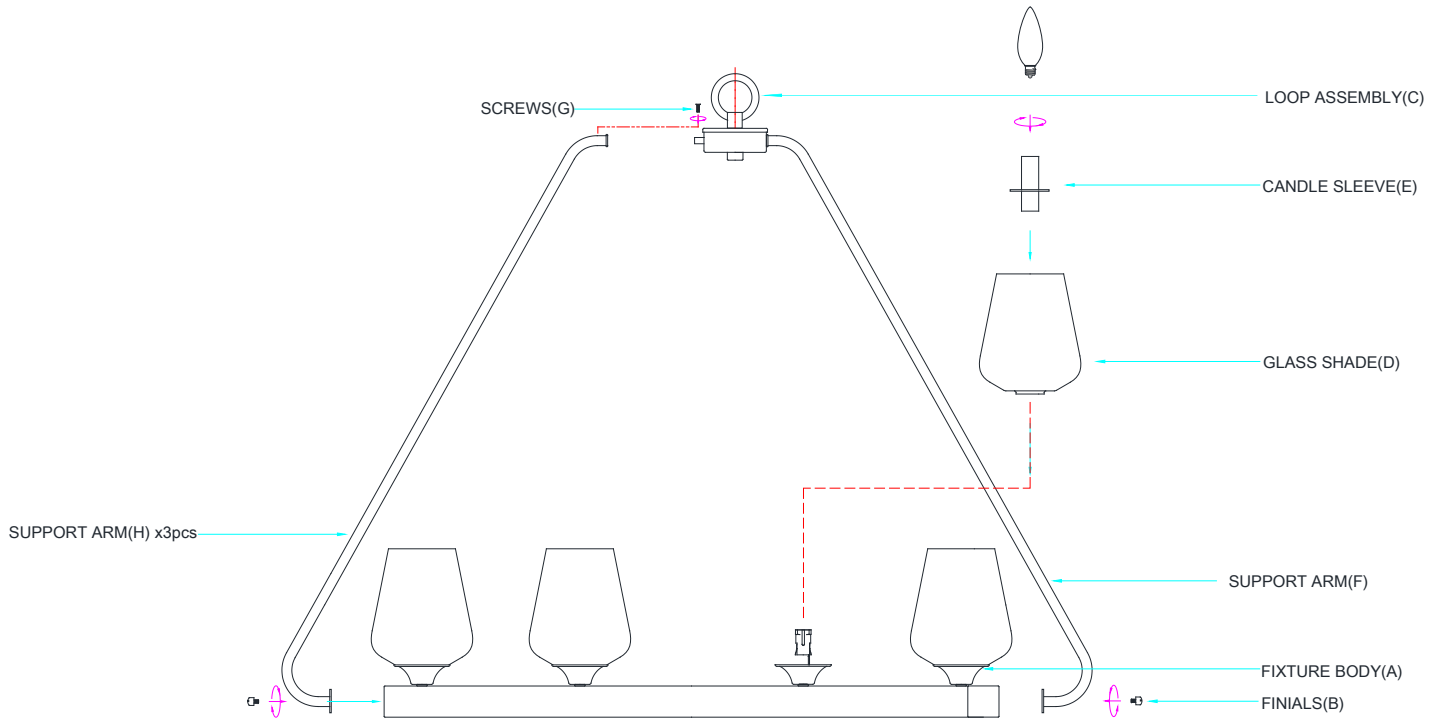 LOOP ASSEMBLY(C)
SCREWS(G)
CANDLE SLEEVE(E)
GLASS SHADE(D)
SUPPORT ARM(H) x3pcs
SUPPORT ARM(F)
FIXTURE BODY(A)
FINIALS(B)